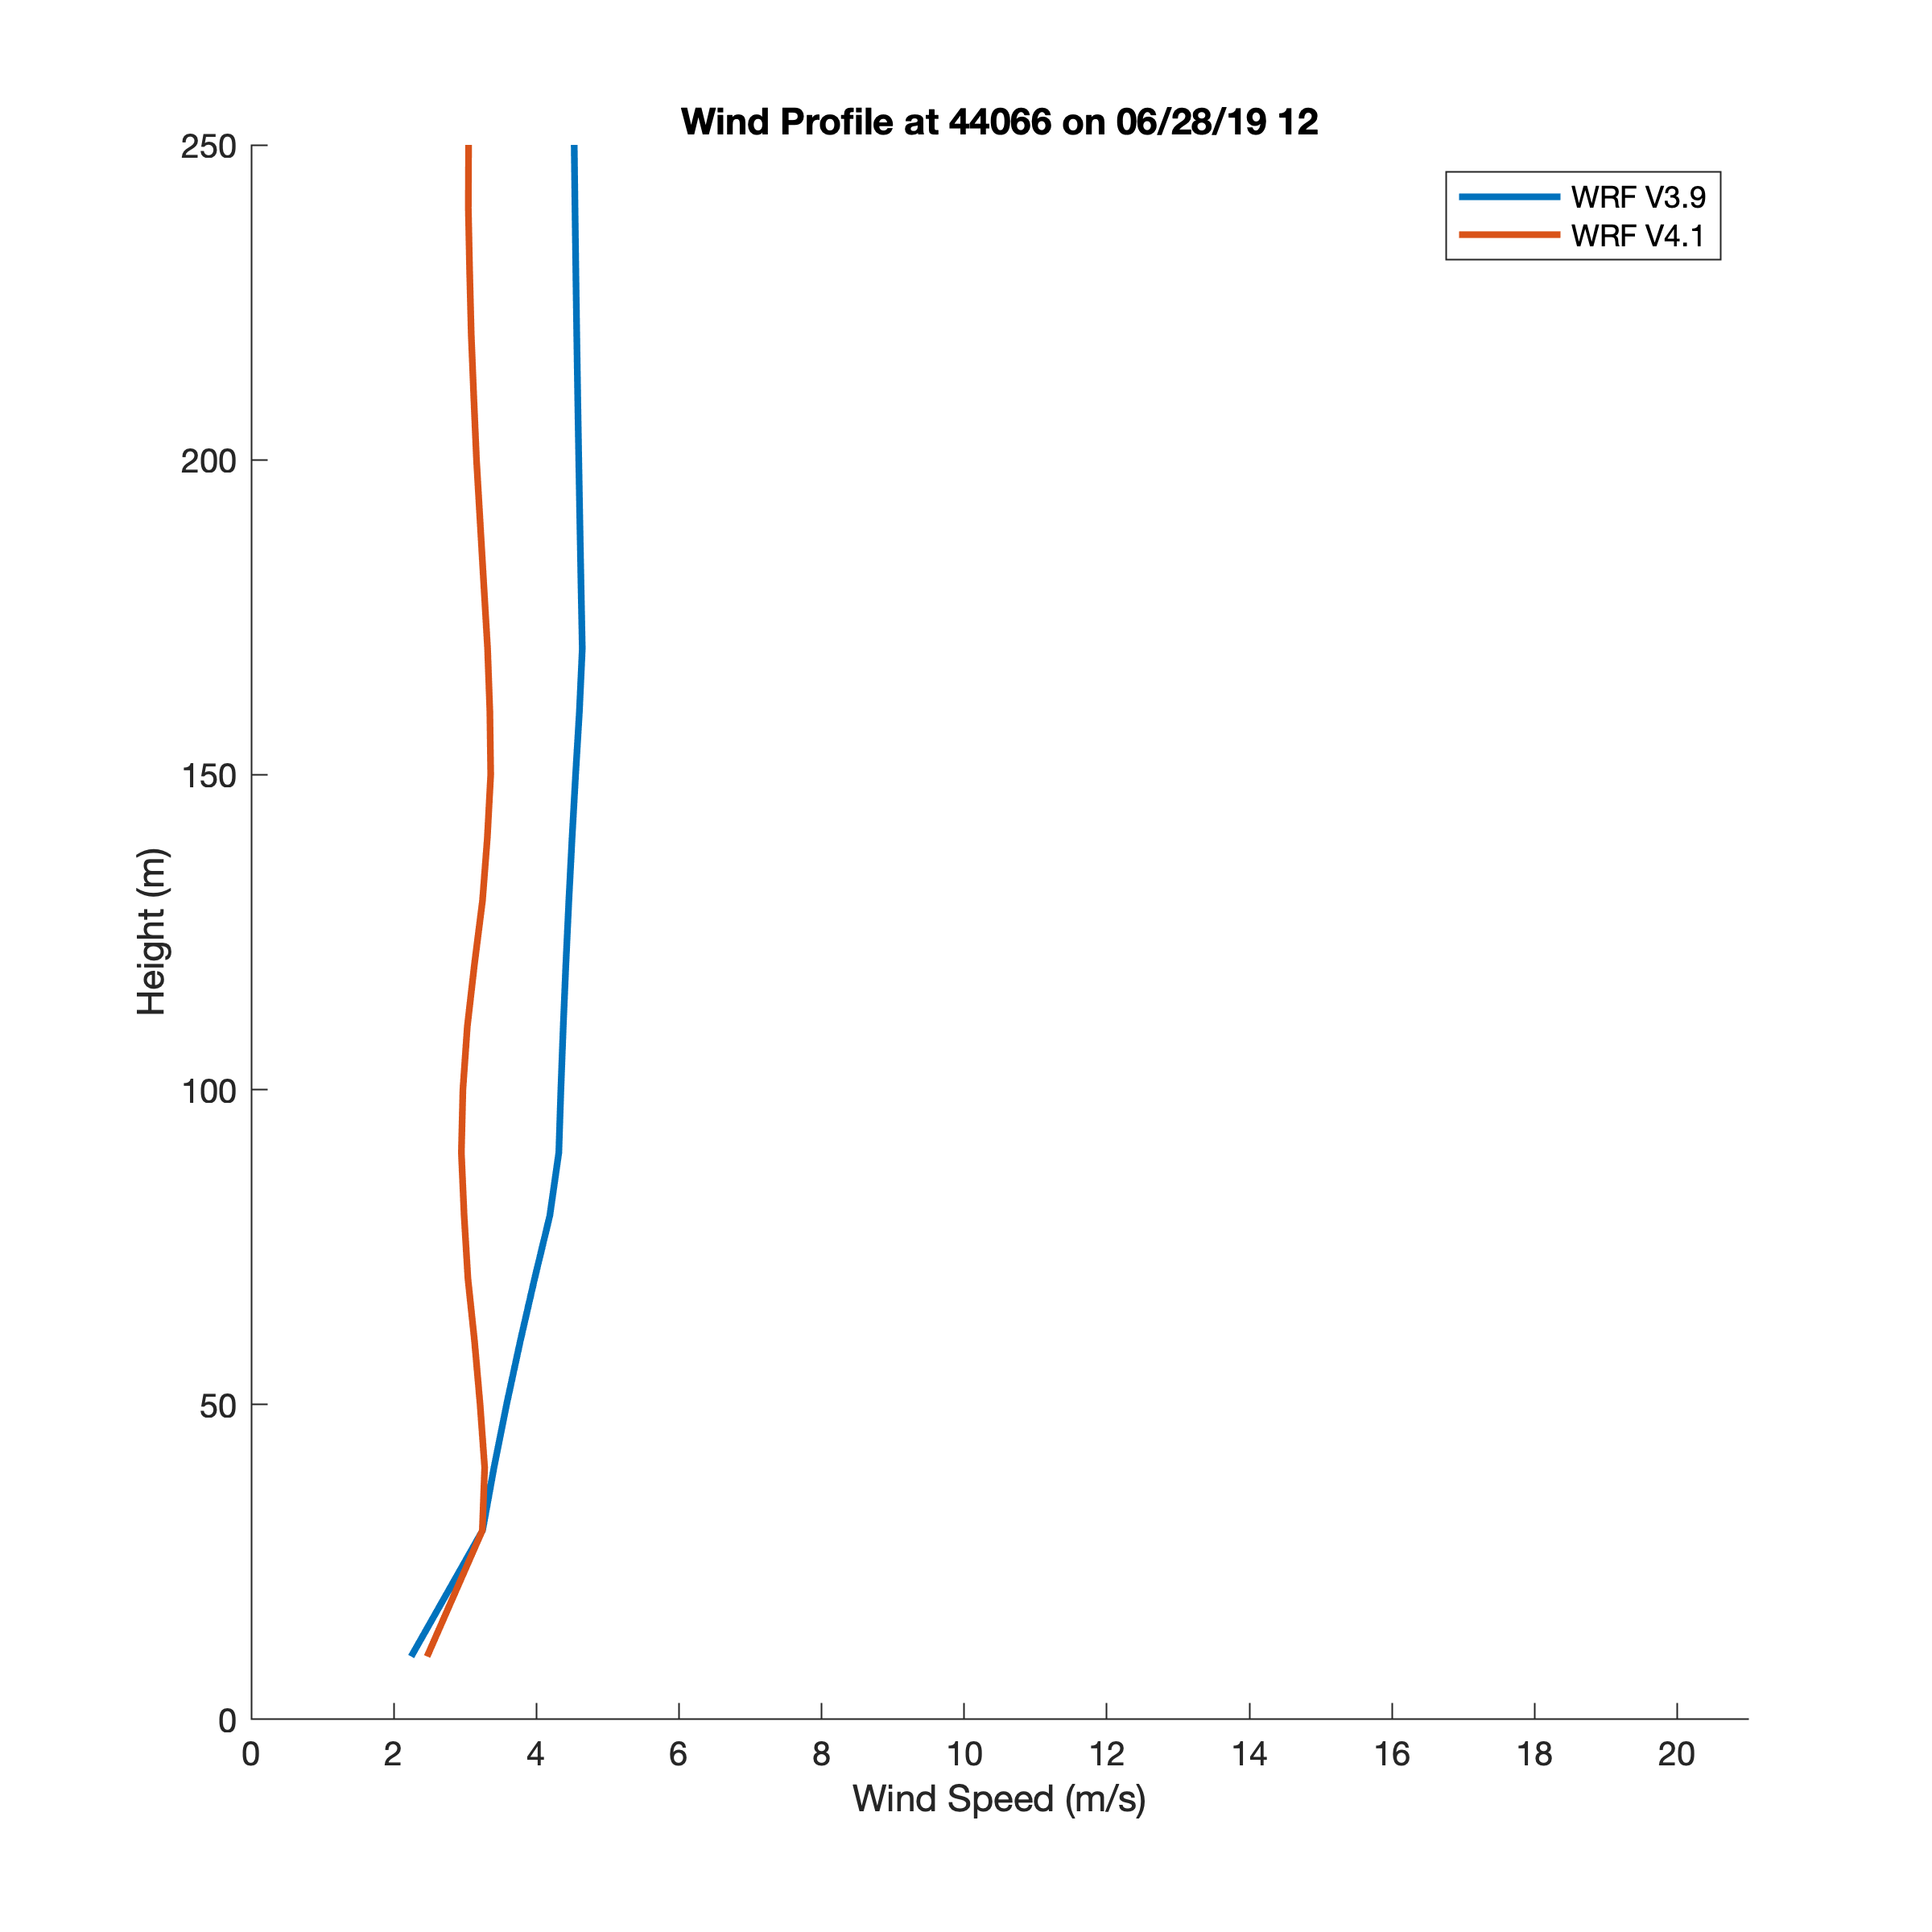 Wind Profile at 44066 on 06/28/19 12
WRF V3.9
WRF V4.1
250
200
150
100
50
0
Height (m)
0 2 4 6 8 10 12 14 16 18 20
Wind Speed (m/s)